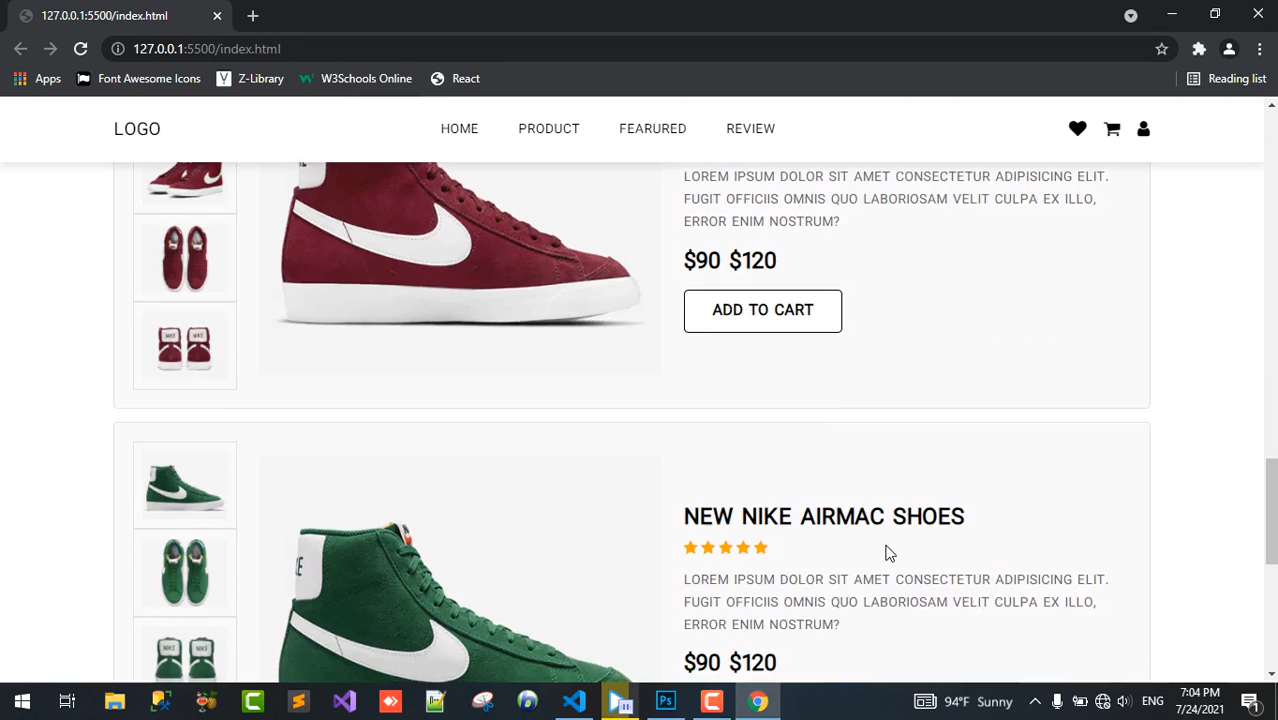 127.0.0.1:5500/index.html
127.0.0.1:5500/index.html
Apps Font Awesome Icons Z-Library W3Schools Online React Reading list
LOGO HOME PRODUCT FEARURED REVIEW
LOREM IPSUM DOLOR SIT AMET CONSECTETUR ADIPISICING ELIT.
FUGIT OFFICIIS OMNIS QUO LABORIOSAM VELIT CULPA EX ILLO,
ERROR ENIM NOSTRUM?
$90 $120
ADD TO CART
NEW NIKE AIRMAC SHOES
LOREM IPSUM DOLOR SIT AMET CONSECTETUR ADIPISICING ELIT.
FUGIT OFFICIIS OMNIS QUO LABORIOSAM VELIT CULPA EX ILLO,
ERROR ENIM NOSTRUM?
$90 $120
94°F Sunny ENG 7:04 PM
7/24/2021